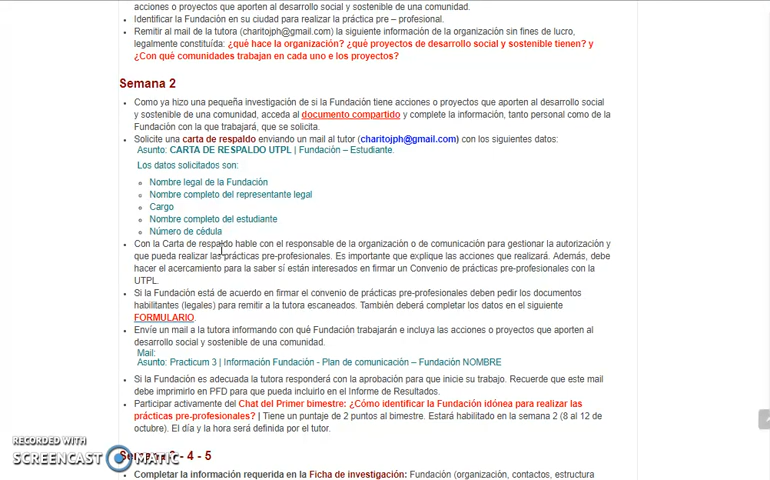 acciones o proyectos que aporten al desarrollo social y sostenible de una comunidad.
Identificar la Fundación en su ciudad para realizar la práctica pre – profesional.
Remitir al mail de la tutora (charitojph@gmail.com) la siguiente información de la organización sin fines de lucro,
legalmente constituida: ¿qué hace la organización? ¿qué proyectos de desarrollo social y sostenible tienen? y
¿Con qué comunidades trabajan en cada uno e los proyectos?
Semana 2
Como ya hizo una pequeña investigación de si la Fundación tiene acciones o proyectos que aporten al desarrollo social
y sostenible de una comunidad, acceda al documento compartido y complete la información, tanto personal como de la
Fundación con la que trabajará, que se solicita.
Solicite una carta de respaldo enviando un mail al tutor (charitojph@gmail.com) con los siguientes datos:
Asunto: CARTA DE RESPALDO UTPL | Fundación – Estudiante.
Los datos solicitados son:
Nombre legal de la Fundación
Nombre completo del representante legal
Cargo
Nombre completo del estudiante
Número de cédula
Con la Carta de respaldo hable con el responsable de la organización o de comunicación para gestionar la autorización y
que pueda realizar las prácticas pre-profesionales. Es importante que explique las acciones que realizará. Además, debe
hacer el acercamiento para la saber sí están interesados en firmar un Convenio de prácticas pre-profesionales con la
UTPL.
Si la Fundación está de acuerdo en firmar el convenio de prácticas pre-profesionales deben pedir los documentos
habilitantes (legales) para remitir a la tutora escaneados. También deberá completar los datos en el siguiente
FORMULARIO.
Envíe un mail a la tutora informando con qué Fundación trabajarán e incluya las acciones o proyectos que aporten al
desarrollo social y sostenible de una comunidad.
Mail:
Asunto: Practicum 3 | Información Fundación - Plan de comunicación – Fundación NOMBRE
Si la Fundación es adecuada la tutora responderá con la aprobación para que inicie su trabajo. Recuerde que este mail
debe imprimirlo en PFD para que pueda incluirlo en el Informe de Resultados.
Participar activamente del Chat del Primer bimestre: ¿Cómo identificar la Fundación idónea para realizar las
prácticas pre-profesionales? | Tiene un puntaje de 2 puntos al bimestre. Estará habilitado en la semana 2 (8 al 12 de
octubre). El día y la hora será definida por el tutor.
RECORDED WITH
SCREENCAST MATIC
- 4 - 5
Completar la información requerida en la Ficha de investigación: Fundación (organización, contactos, estructura